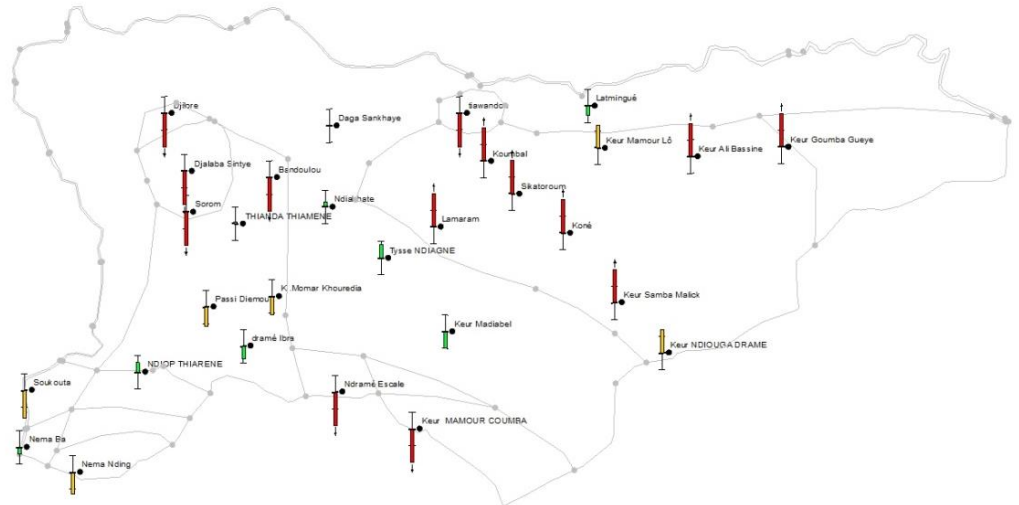 Djilore
tiawando
Latmingué
Daga Sankhaye
Keur Mamour Lô
Keur Ali Bassine
Keur Goumba Gueye
Koumbal
Djalaba Sintye
Bandoulou
Sikatoroum
Sorom
THIANDA THIAMENE
Ndiakhate
Lamaram
Koné
Tysse NDIAGNE
K .Momar Khouredia
Keur Samba Malick
Passi Diemou
Keur Madiabel
dramé Ibra
Keur NDIOUGA DRAME
NDIOP THIARENE
Soukouta
Ndramé Escale
Keur MAMOUR COUMBA
Nema Ba
Nema Nding